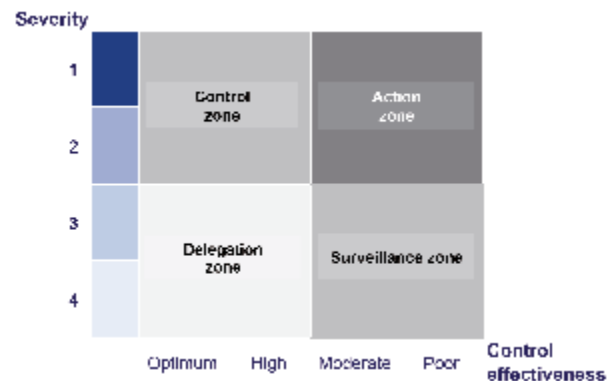 Severity
1
Control
zone
Action
zone
2
3
Delegation
zone
Surveillance zone
4
Optimum High Moderate Poor
Control
effectiveness